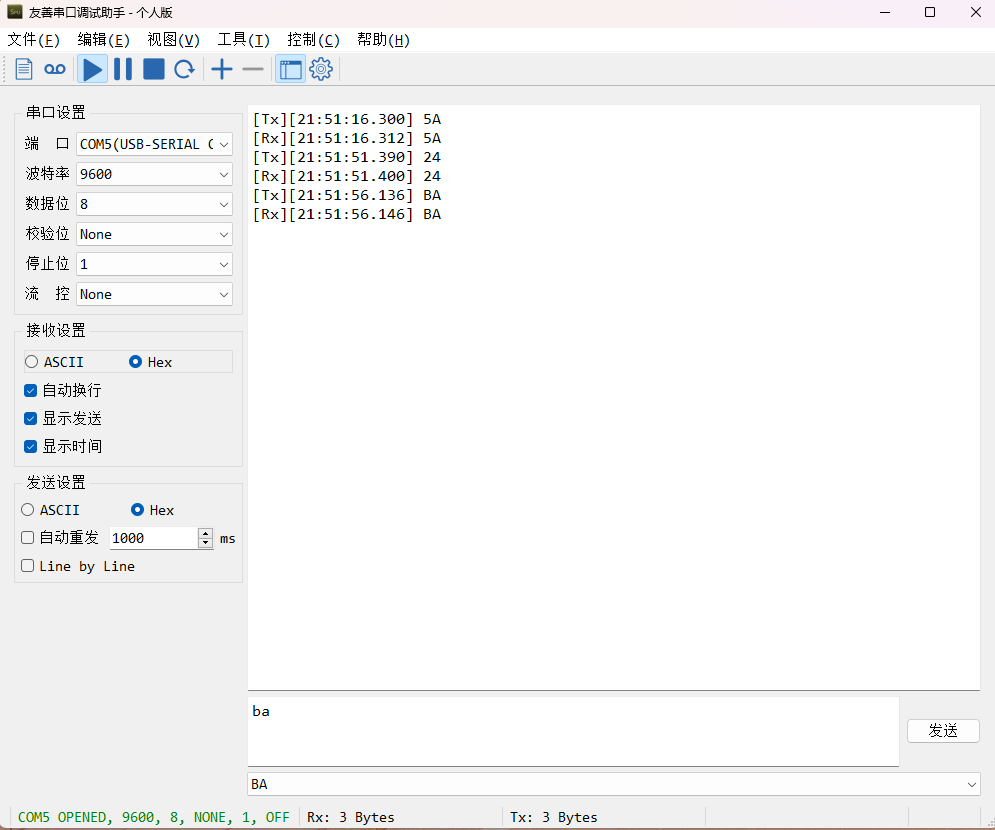 友善串口调试助手 - 个人版
文件(F) 编辑(E) 视图(V) 工具(T) 控制(C) 帮助(H)
串口设置
端 口 COM5(USB-SERIAL C
波特率 9600
数据位 8
校验位 None
停止位 1
流 控 None
接收设置
ASCII Hex
自动换行
显示发送
显示时间
发送设置
ASCII Hex
自动重发 1000 ms
Line by Line
[Tx][21:51:16.300] 5A
[Rx][21:51:16.312] 5A
[Tx][21:51:51.390] 24
[Rx][21:51:51.400] 24
[Tx][21:51:56.136] BA
[Rx][21:51:56.146] BA
ba
发送
BA
COM5 OPENED, 9600, 8, NONE, 1, OFF Rx: 3 Bytes Tx: 3 Bytes